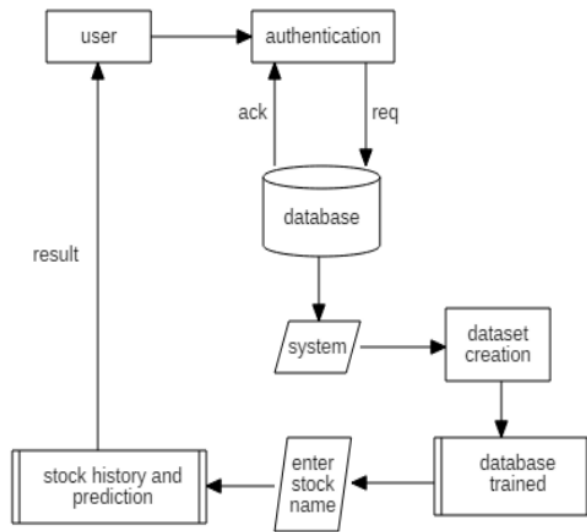 user
authentication
ack
req
database
result
system
dataset
creation
stock history and
prediction
enter
stock
name
database
trained